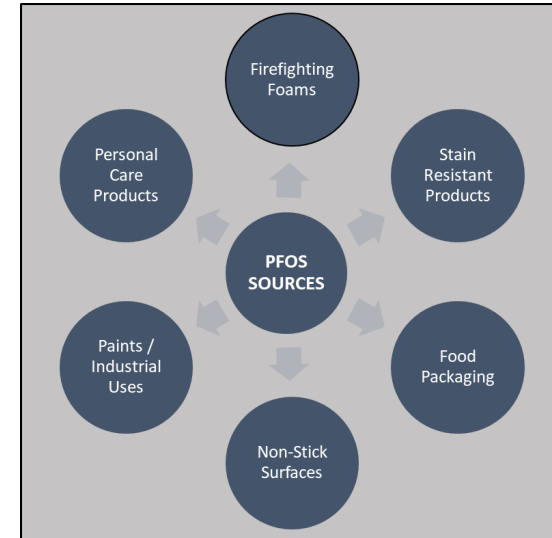 Firefighting
Foams
Personal
Care
Products
Stain
Resistant
Products
PFOS
SOURCES
Paints /
Industrial
Uses
Food
Packaging
Non-Stick
Surfaces